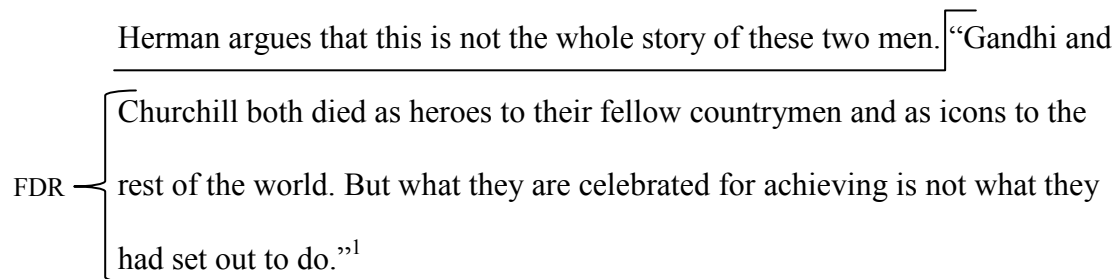 Herman argues that this is not the whole story of these two men. “Gandhi and
Churchill both died as heroes to their fellow countrymen and as icons to the
FDR rest of the world. But what they are celebrated for achieving is not what they
had set out to do.”1